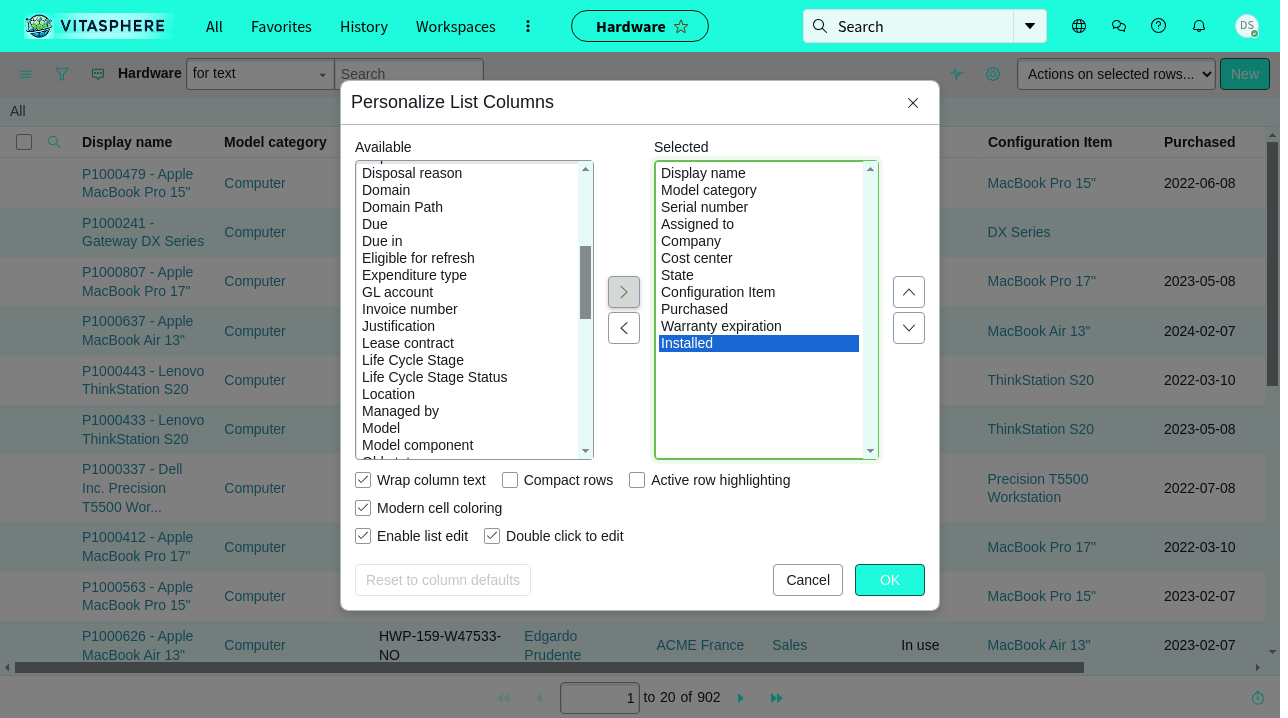 VITASPHERE
All
Favorites
History
Workspaces
Hardware
Search
DS
Hardware
for text
Search
Actions on selected rows...
New
All
Display name
Model category
Configuration Item
Purchased
P1000479 - Apple
MacBook Pro 15"
Computer
MacBook Pro 15"
2022-06-08
P1000241 -
Gateway DX Series
Computer
DX Series
P1000807 - Apple
MacBook Pro 17"
Computer
MacBook Pro 17"
2023-05-08
P1000637 - Apple
MacBook Air 13"
Computer
MacBook Air 13"
2024-02-07
P1000443 - Lenovo
ThinkStation S20
Computer
ThinkStation S20
2022-03-10
P1000433 - Lenovo
ThinkStation S20
Computer
ThinkStation S20
2023-05-08
P1000337 - Dell
Inc. Precision
T5500 Wor...
Computer
Precision T5500
Workstation
2022-07-08
P1000412 - Apple
MacBook Pro 17"
Computer
MacBook Pro 17"
2022-03-10
P1000563 - Apple
MacBook Pro 15"
Computer
MacBook Pro 15"
2023-02-07
P1000626 - Apple
MacBook Air 13"
Computer
HWP-159-W47533-
NO
Edgardo
Prudente
ACME France
Sales
In use
MacBook Air 13"
2023-02-07
1 to 20 of 902
Personalize List Columns
Available
Disposal reason
Domain
Domain Path
Due
Due in
Eligible for refresh
Expenditure type
GL account
Invoice number
Justification
Lease contract
Life Cycle Stage
Life Cycle Stage Status
Location
Managed by
Model
Model component
Selected
Display name
Model category
Serial number
Assigned to
Company
Cost center
State
Configuration Item
Purchased
Warranty expiration
Installed
Wrap column text
Compact rows
Active row highlighting
Modern cell coloring
Enable list edit
Double click to edit
Reset to column defaults
Cancel
OK